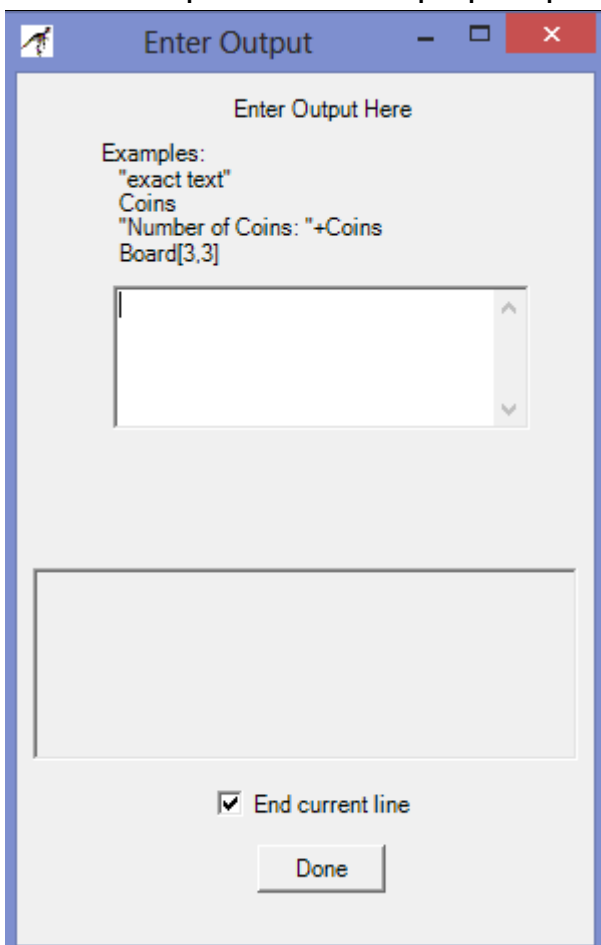 Enter Output
Enter Output Here
Examples:
"exact text"
Coins
"Number of Coins: "+Coins
Board[3,3]
End current line
Done